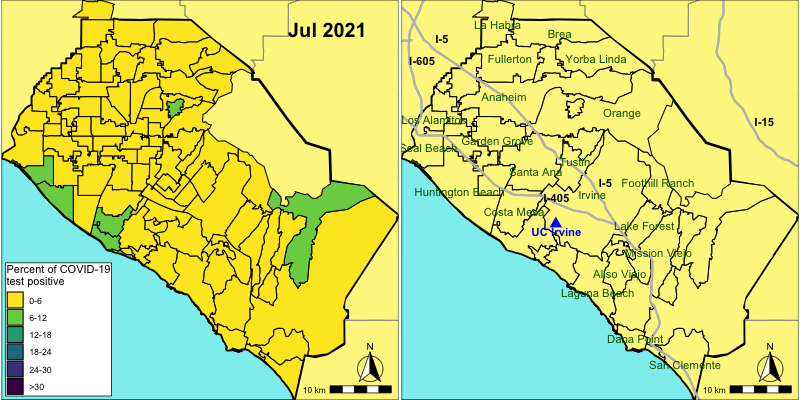 Jul 2021
Percent of COVID-19
test positive
0-6
6-12
12-18
18-24
24-30
>30
N
10 km
La Habra
Brea
I-5
I-605
Fullerton
Yorba Linda
Anaheim
Orange
Los Alamitos
I-15
Seal Beach
Garden Grove
Tustin
Santa Ana
I-5
Foothill Ranch
Huntington Beach
I-405
Irvine
Costa Mesa
UC Irvine
Lake Forest
Mission Viejo
Aliso Viejo
Laguna Beach
Dana Point
San Clemente
N
10 km